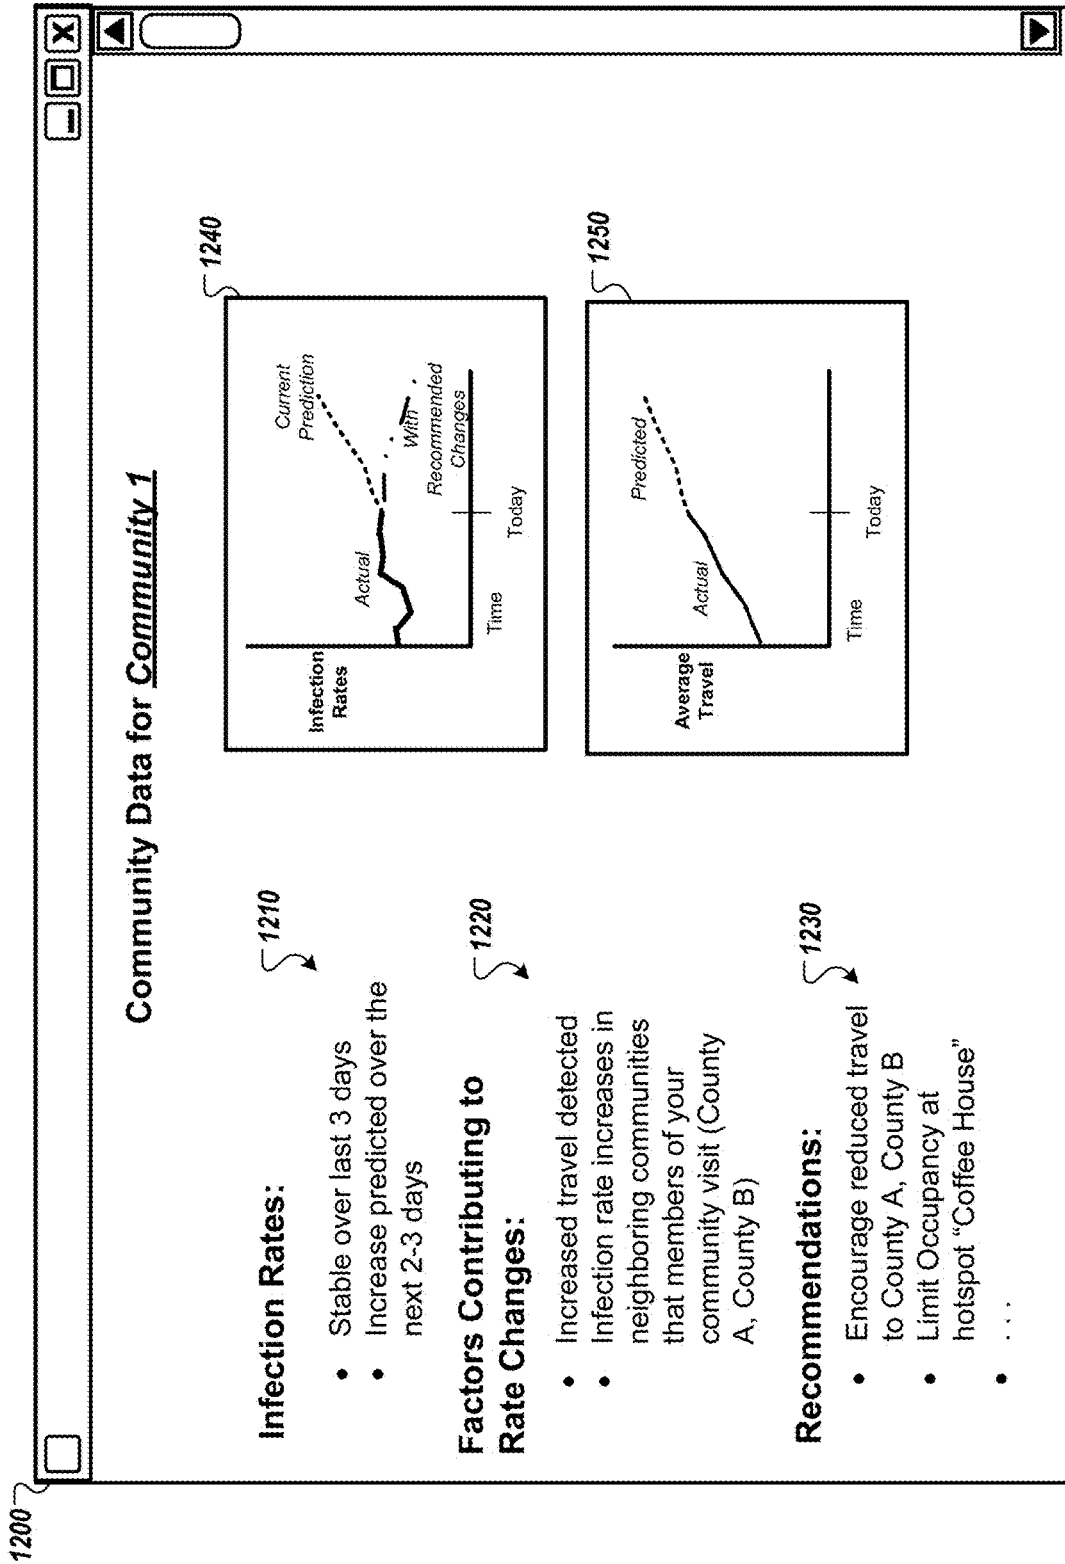 1200
X
Community Data for Community 1
Infection Rates:
1210
• Stable over last 3 days
• Increase predicted over the
next 2-3 days
Factors Contributing to
Rate Changes:
1220
• Increased travel detected
• Infection rate increases in
neighboring communities
that members of your
community visit (County
A, County B)
Recommendations:
1230
• Encourage reduced travel
to County A, County B
• Limit Occupancy at
hotspot “Coffee House”
• . . .
1240
Infection
Rates
Actual
Current
Prediction
With
Recommended
Changes
Time
Today
1250
Average
Travel
Actual
Predicted
Time
Today